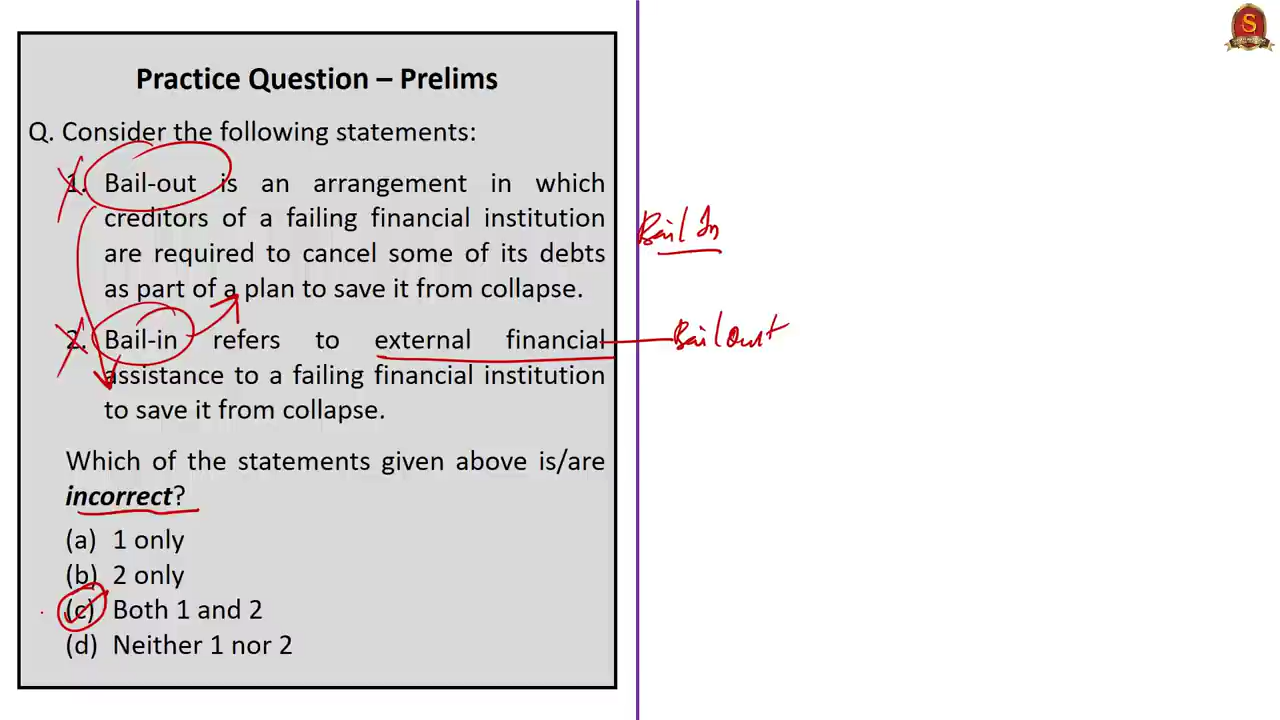 Practice Question – Prelims
Q. Consider the following statements:
1. Bail-out is an arrangement in which
creditors of a failing financial institution
are required to cancel some of its debts
as part of a plan to save it from collapse.
Bail In
2. Bail-in refers to external financial
Bail Out
assistance to a failing financial institution
to save it from collapse.
Which of the statements given above is/are
incorrect?
(a) 1 only
(b) 2 only
(c) Both 1 and 2
(d) Neither 1 nor 2
S